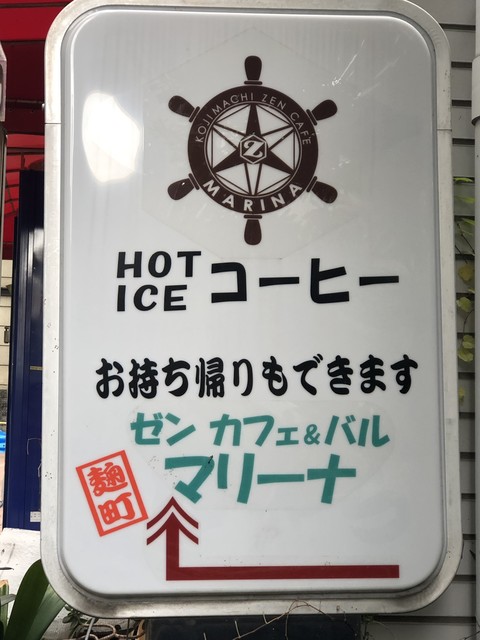 KOJIMACHI ZEN CAFE
Z
MARINA
HOT
ICE
コーヒー
お持ち帰りもできます
ゼン カフェ&バル
マリーナ
麹町